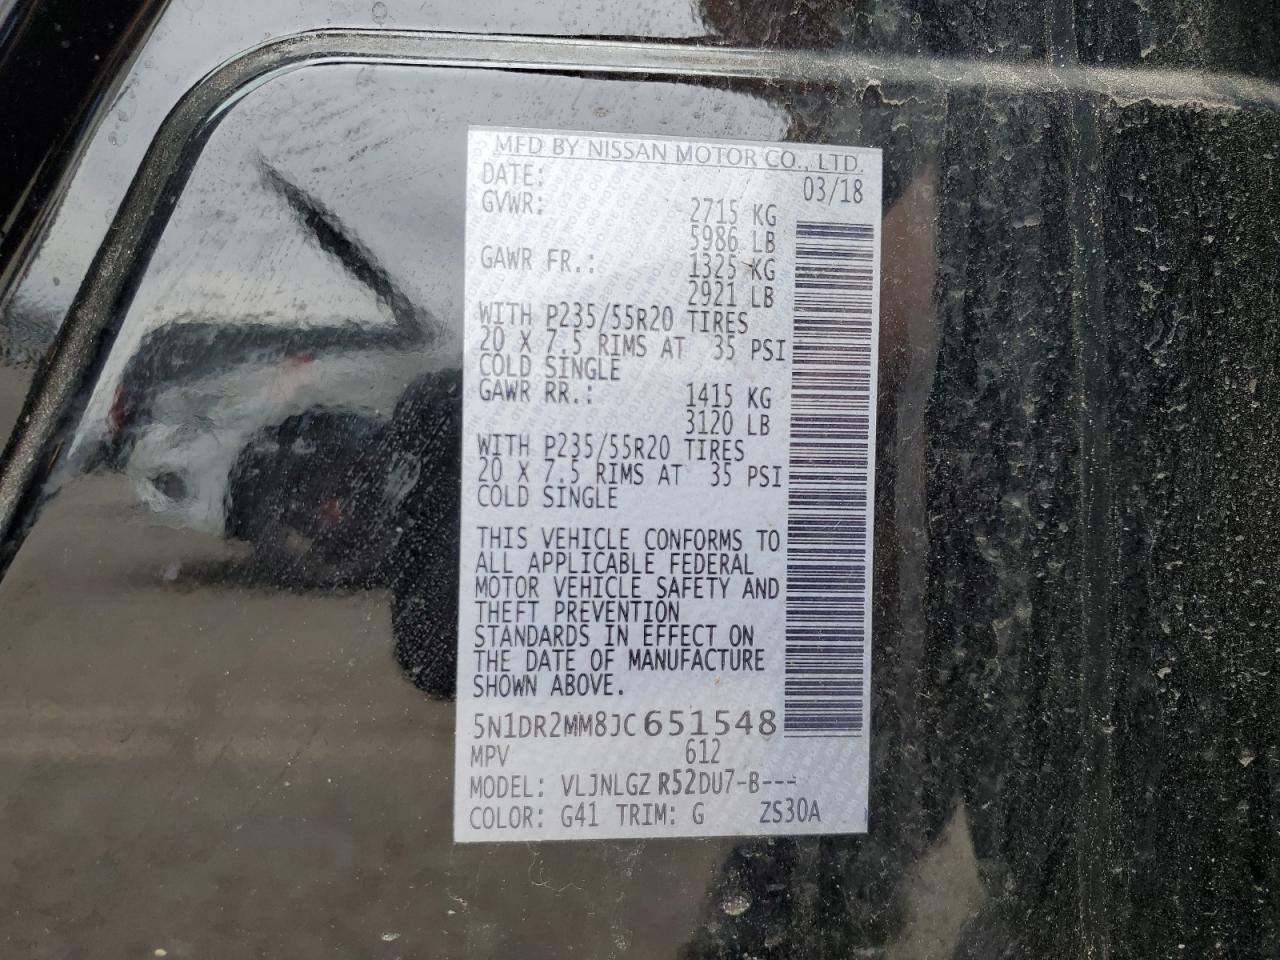 MFD BY NISSAN MOTOR CO., LTD.
DATE: 03/18
GVWR: 2715 KG
5986 LB
GAWR FR.: 1325 KG
2921 LB
WITH P235/55R20 TIRES
20 X 7.5 RIMS AT 35 PSI
COLD SINGLE
GAWR RR.: 1415 KG
3120 LB
WITH P235/55R20 TIRES
20 X 7.5 RIMS AT 35 PSI
COLD SINGLE
THIS VEHICLE CONFORMS TO
ALL APPLICABLE FEDERAL
MOTOR VEHICLE SAFETY AND
THEFT PREVENTION
STANDARDS IN EFFECT ON
THE DATE OF MANUFACTURE
SHOWN ABOVE.
5N1DR2MM8JC651548
MPV 612
MODEL: VLJNLGZ R52DU7-B---
COLOR: G41 TRIM: G ZS30A